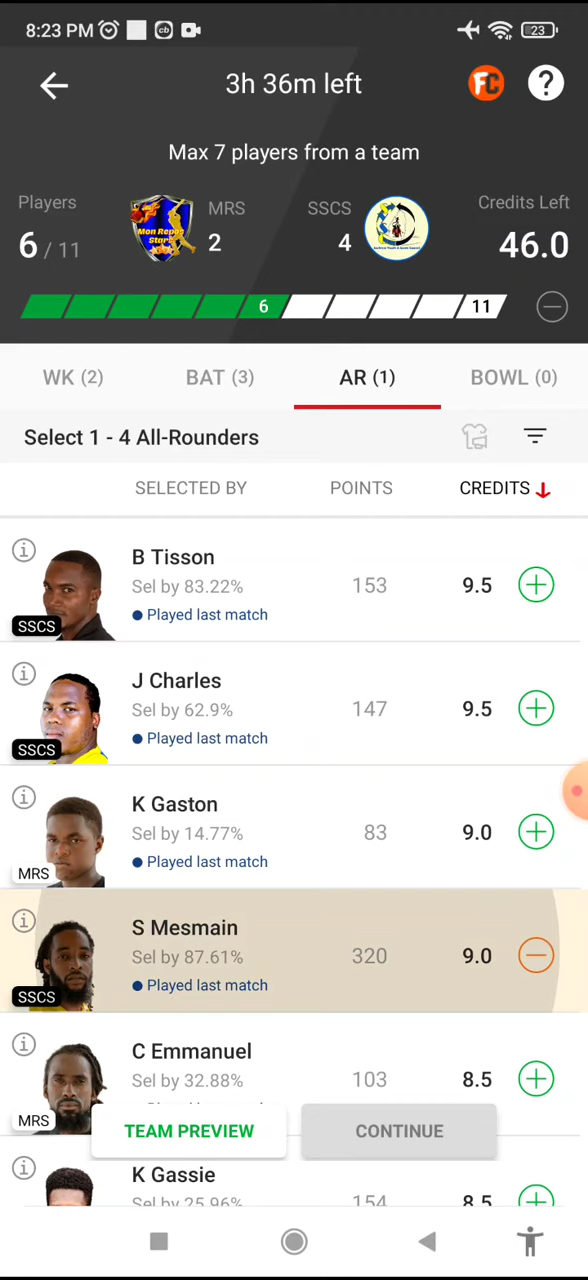 8:23 PM
23
3h 36m left
FC
?
Max 7 players from a team
Players
MRS
SSCS
Credits Left
6 / 11
Mon Repos
Stars
2
4
46.0
6
11
WK (2)
BAT (3)
AR (1)
BOWL (0)
Select 1 - 4 All-Rounders
SELECTED BY
POINTS
CREDITS
B Tisson
Sel by 83.22%
153
9.5
Played last match
SSCS
J Charles
Sel by 62.9%
147
9.5
Played last match
SSCS
K Gaston
Sel by 14.77%
83
9.0
Played last match
MRS
S Mesmain
Sel by 87.61%
320
9.0
Played last match
SSCS
C Emmanuel
Sel by 32.88%
103
8.5
MRS
TEAM PREVIEW
CONTINUE
K Gassie
Sel by 25.96%
154
8.5